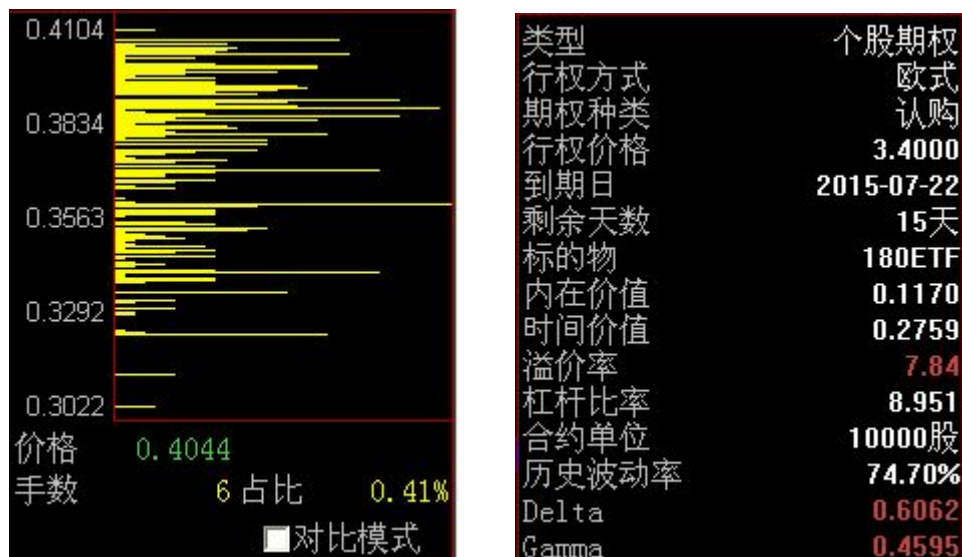 0.4104
0.3834
0.3563
0.3292
0.3022
价格 0.4044
手数 6 占比 0.41%
对比模式
类型 个股期权
行权方式 欧式
期权种类 认购
行权价格 3.4000
到期日 2015-07-22
剩余天数 15天
标的物 180ETF
内在价值 0.1170
时间价值 0.2759
溢价率 7.84
杠杆比率 8.951
合约单位 10000股
历史波动率 74.70%
Delta 0.6062
Gamma 0.4595